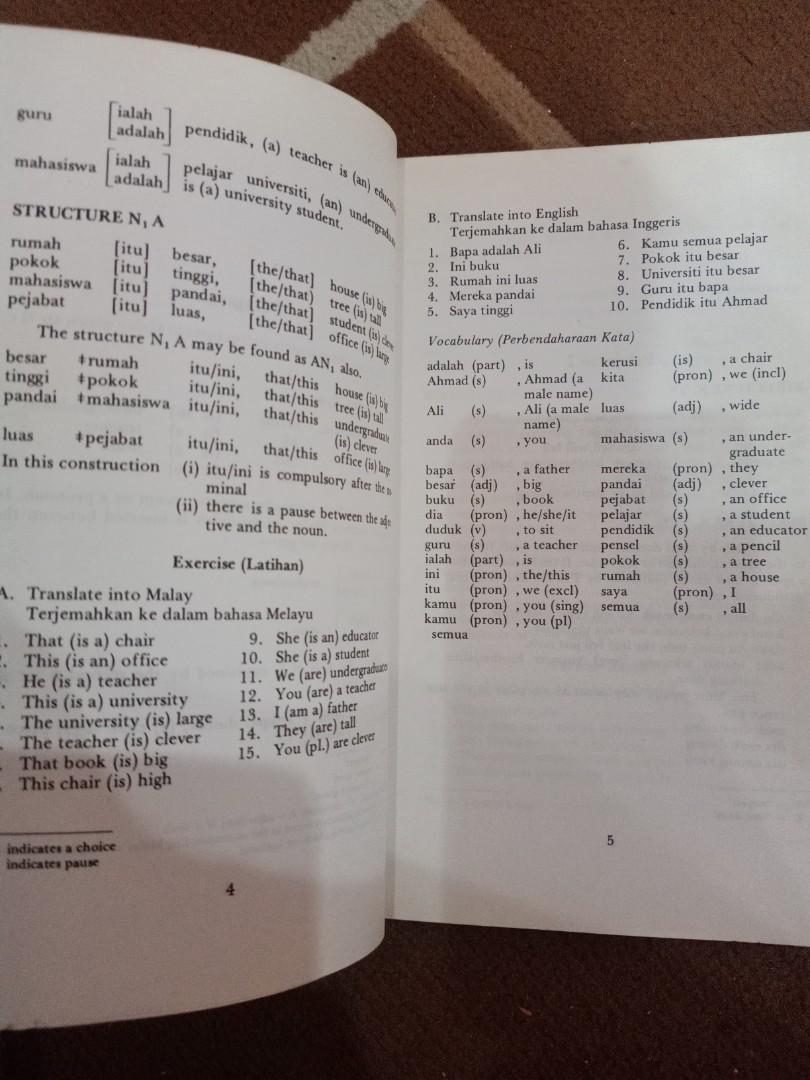 guru [ialah adalah] pendidik, (a) teacher is (an)
mahasiswa [ialah adalah] pelajar universiti, (an)
is (a) university student.
STRUCTURE N₁ A
rumah [itu] besar, [the/that] house (is) big
pokok [itu] tinggi, [the/that) tree (is) tall
mahasiswa [itu] pandai, [the/that] student (is)
pejabat [itu] luas, [the/that] office (is) large
The structure N₁ A may be found as AN₁ also.
besar ‡rumah itu/ini, that/this house (is) big
tinggi ‡pokok itu/ini, that/this tree (is) tall
pandai ‡mahasiswa itu/ini, that/this undergraduate
(is) clever
luas ‡pejabat itu/ini, that/this office (is) large
In this construction (i) itu/ini is compulsory after the
minal
(ii) there is a pause between the
tive and the noun.
Exercise (Latihan)
A. Translate into Malay
Terjemahkan ke dalam bahasa Melayu
That (is a) chair
This (is an) office
He (is a) teacher
This (is a) university
The university (is) large
The teacher (is) clever
That book (is) big
This chair (is) high
9. She (is an) educator
10. She (is a) student
11. We (are) undergraduate
12. You (are) a teacher
13. I (am a) father
14. They (are) tall
15. You (pl.) are clever
indicates a choice
indicates pause
4
B. Translate into English
Terjemahkan ke dalam bahasa Inggeris
1. Bapa adalah Ali
2. Ini buku
3. Rumah ini luas
4. Mereka pandai
5. Saya tinggi
6. Kamu semua pelajar
7. Pokok itu besar
8. Universiti itu besar
9. Guru itu bapa
10. Pendidik itu Ahmad
Vocabulary (Perbendaharaan Kata)
adalah (part) , is
Ahmad (s) , Ahmad (a
male name)
Ali (s) , Ali (a male
name)
anda (s) , you
bapa (s) , a father
besar (adj) , big
buku (s) , book
dia (pron) , he/she/it
duduk (v) , to sit
guru (s) , a teacher
ialah (part) , is
ini (pron) , the/this
itu (pron) , we (excl)
kamu (pron) , you (sing)
kamu (pron) , you (pl)
semua
kerusi (is) , a chair
kita (pron) , we (incl)
luas (adj) , wide
mahasiswa (s) , an under-
graduate
mereka (pron) , they
pandai (adj) , clever
pejabat (s) , an office
pelajar (s) , a student
pendidik (s) , an educator
pensel (s) , a pencil
pokok (s) , a tree
rumah (s) , a house
saya (pron) , I
semua (s) , all
5